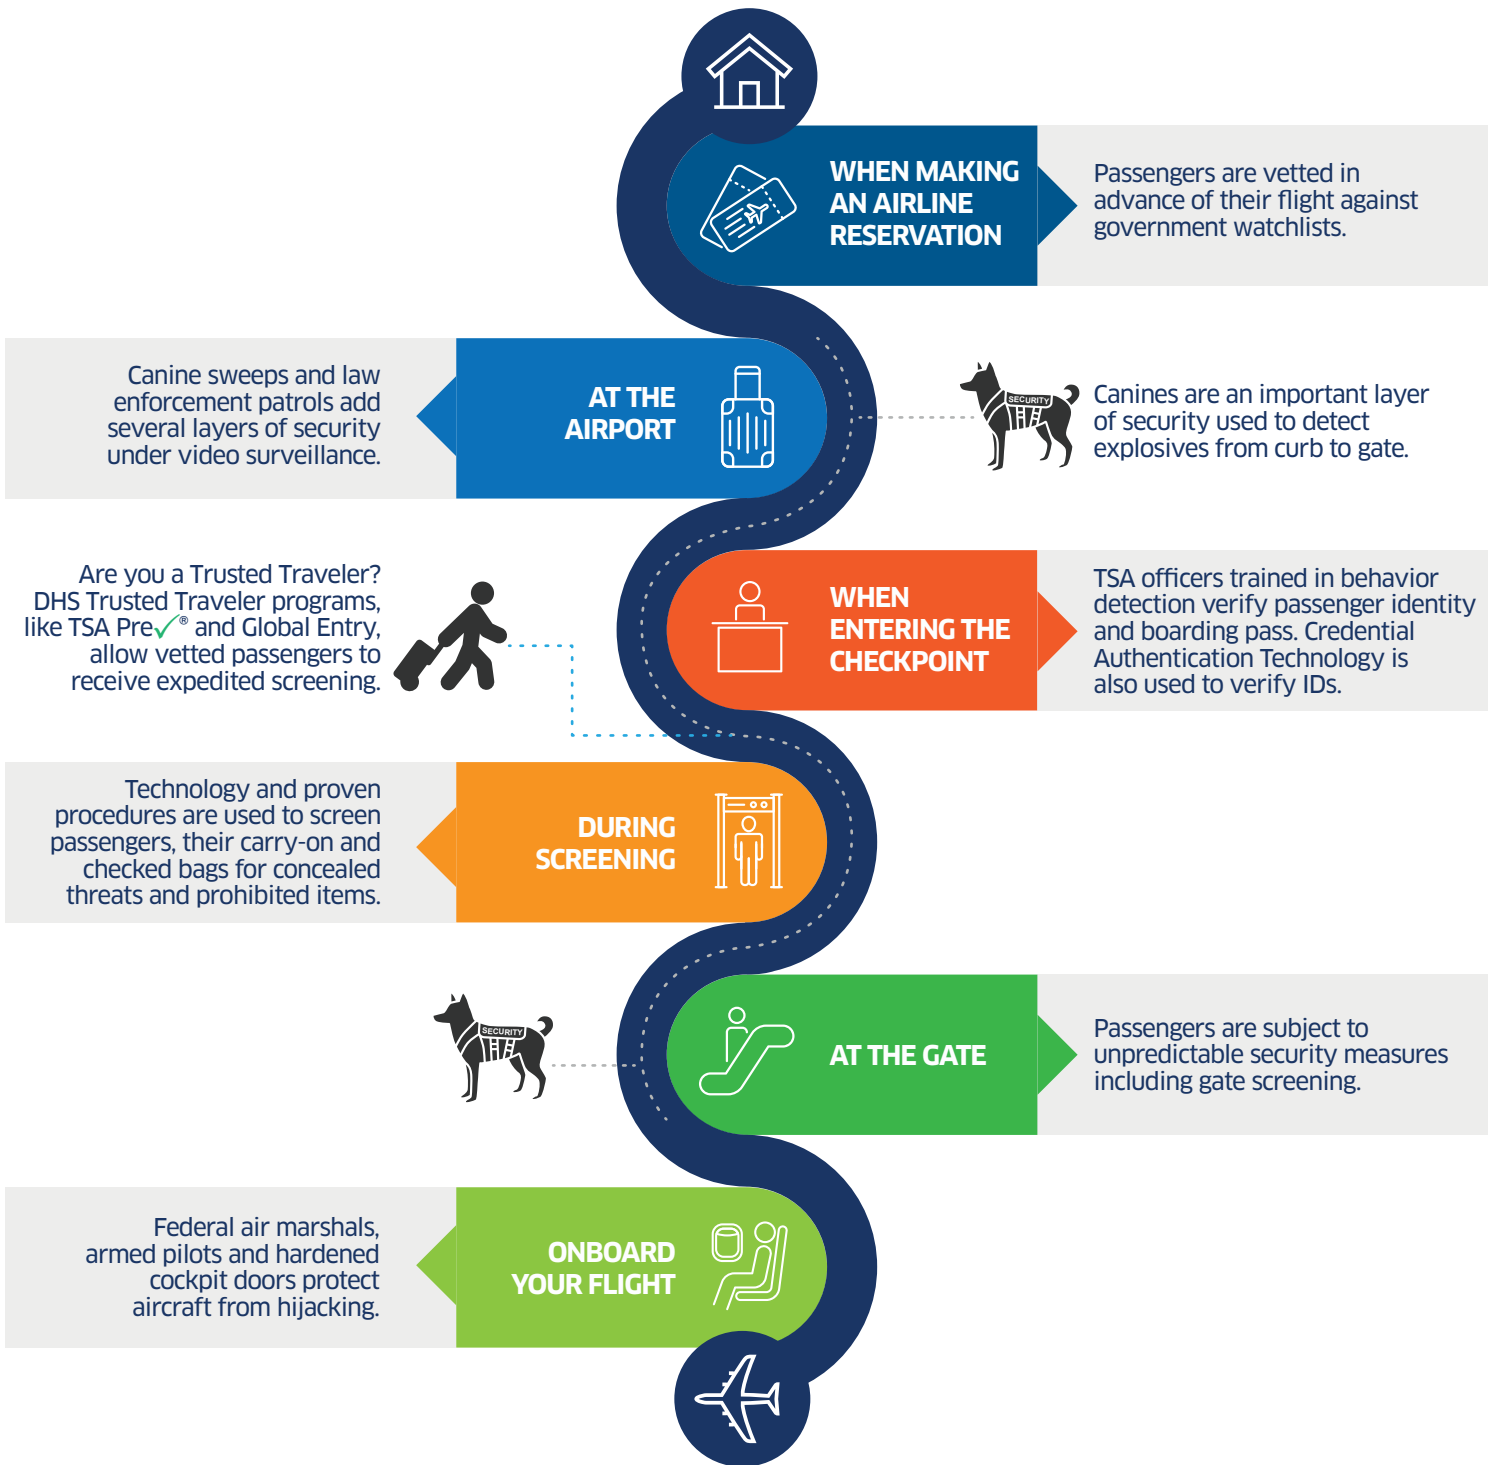 WHEN MAKING
AN AIRLINE
RESERVATION
Passengers are vetted in
advance of their flight against
government watchlists.
Canine sweeps and law
enforcement patrols add
several layers of security
under video surveillance.
AT THE
AIRPORT
SECURITY
Canines are an important layer
of security used to detect
explosives from curb to gate.
Are you a Trusted Traveler?
DHS Trusted Traveler programs,
like TSA Pre✓® and Global Entry,
allow vetted passengers to
receive expedited screening.
WHEN
ENTERING THE
CHECKPOINT
TSA officers trained in behavior
detection verify passenger identity
and boarding pass. Credential
Authentication Technology is
also used to verify IDs.
Technology and proven
procedures are used to screen
passengers, their carry-on and
checked bags for concealed
threats and prohibited items.
DURING
SCREENING
SECURITY
AT THE GATE
Passengers are subject to
unpredictable security measures
including gate screening.
Federal air marshals,
armed pilots and hardened
cockpit doors protect
aircraft from hijacking.
ONBOARD
YOUR FLIGHT